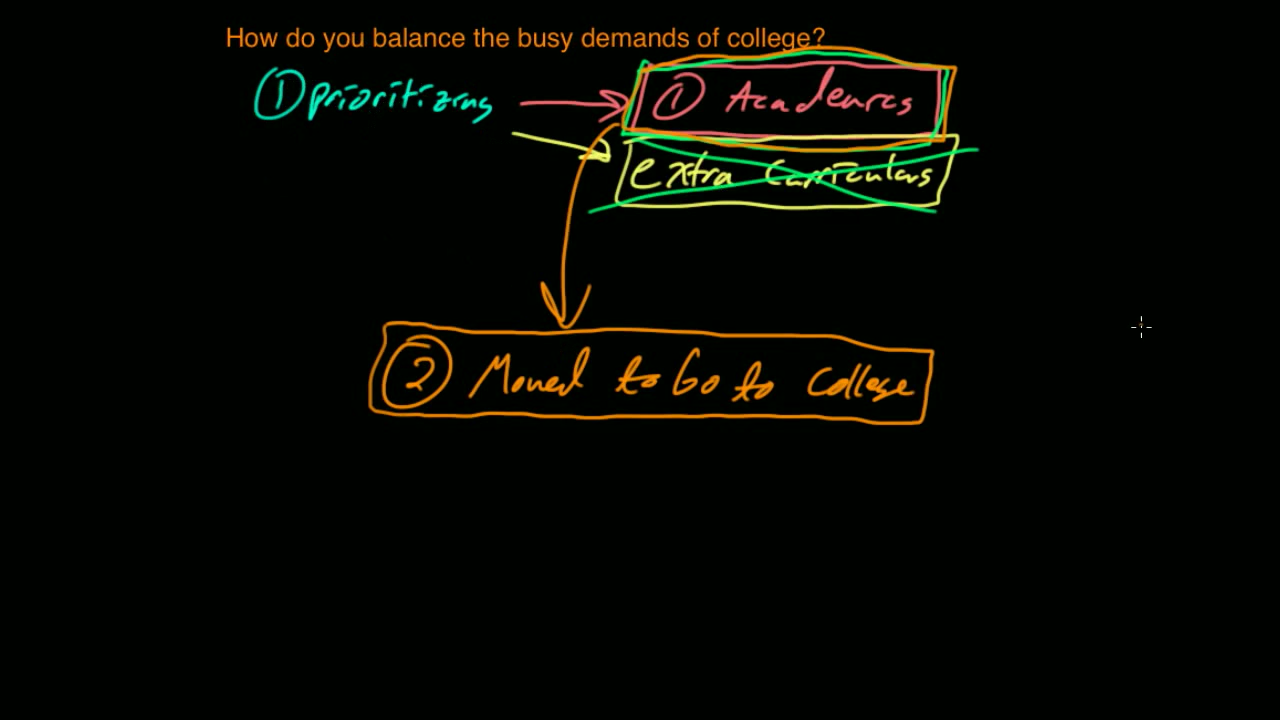 How do you balance the busy demands of college?
① prioritizing
① Academics
extra curriculars
② Moved to Go to College